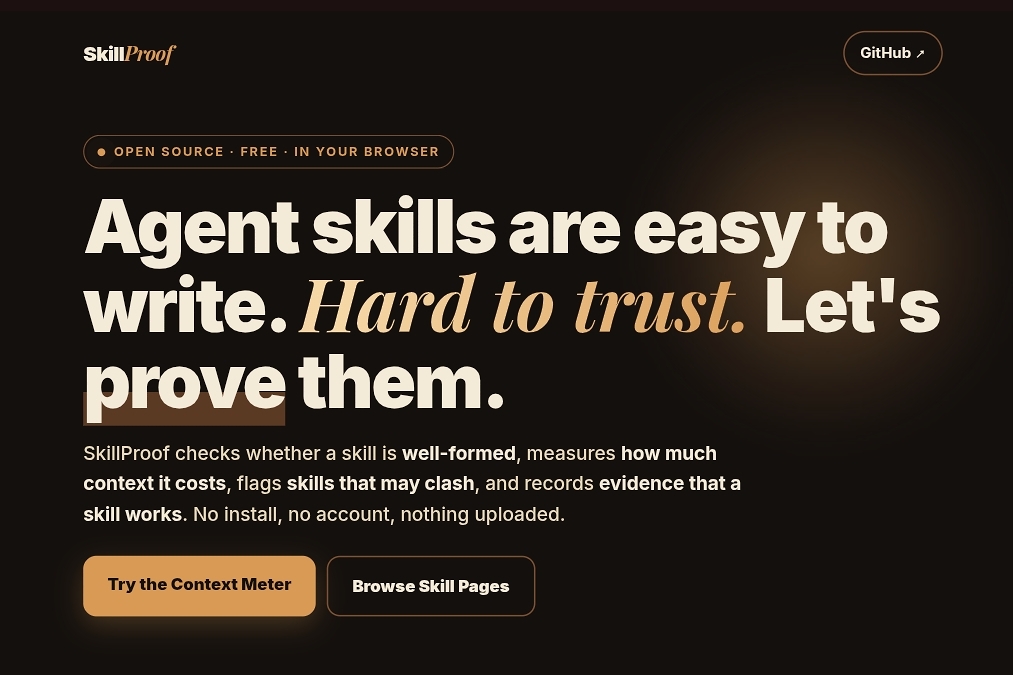 SkillProof
GitHub ↗
OPEN SOURCE · FREE · IN YOUR BROWSER
Agent skills are easy to
write. Hard to trust. Let's
prove them.
SkillProof checks whether a skill is well-formed, measures how much
context it costs, flags skills that may clash, and records evidence that a
skill works. No install, no account, nothing uploaded.
Try the Context Meter
Browse Skill Pages